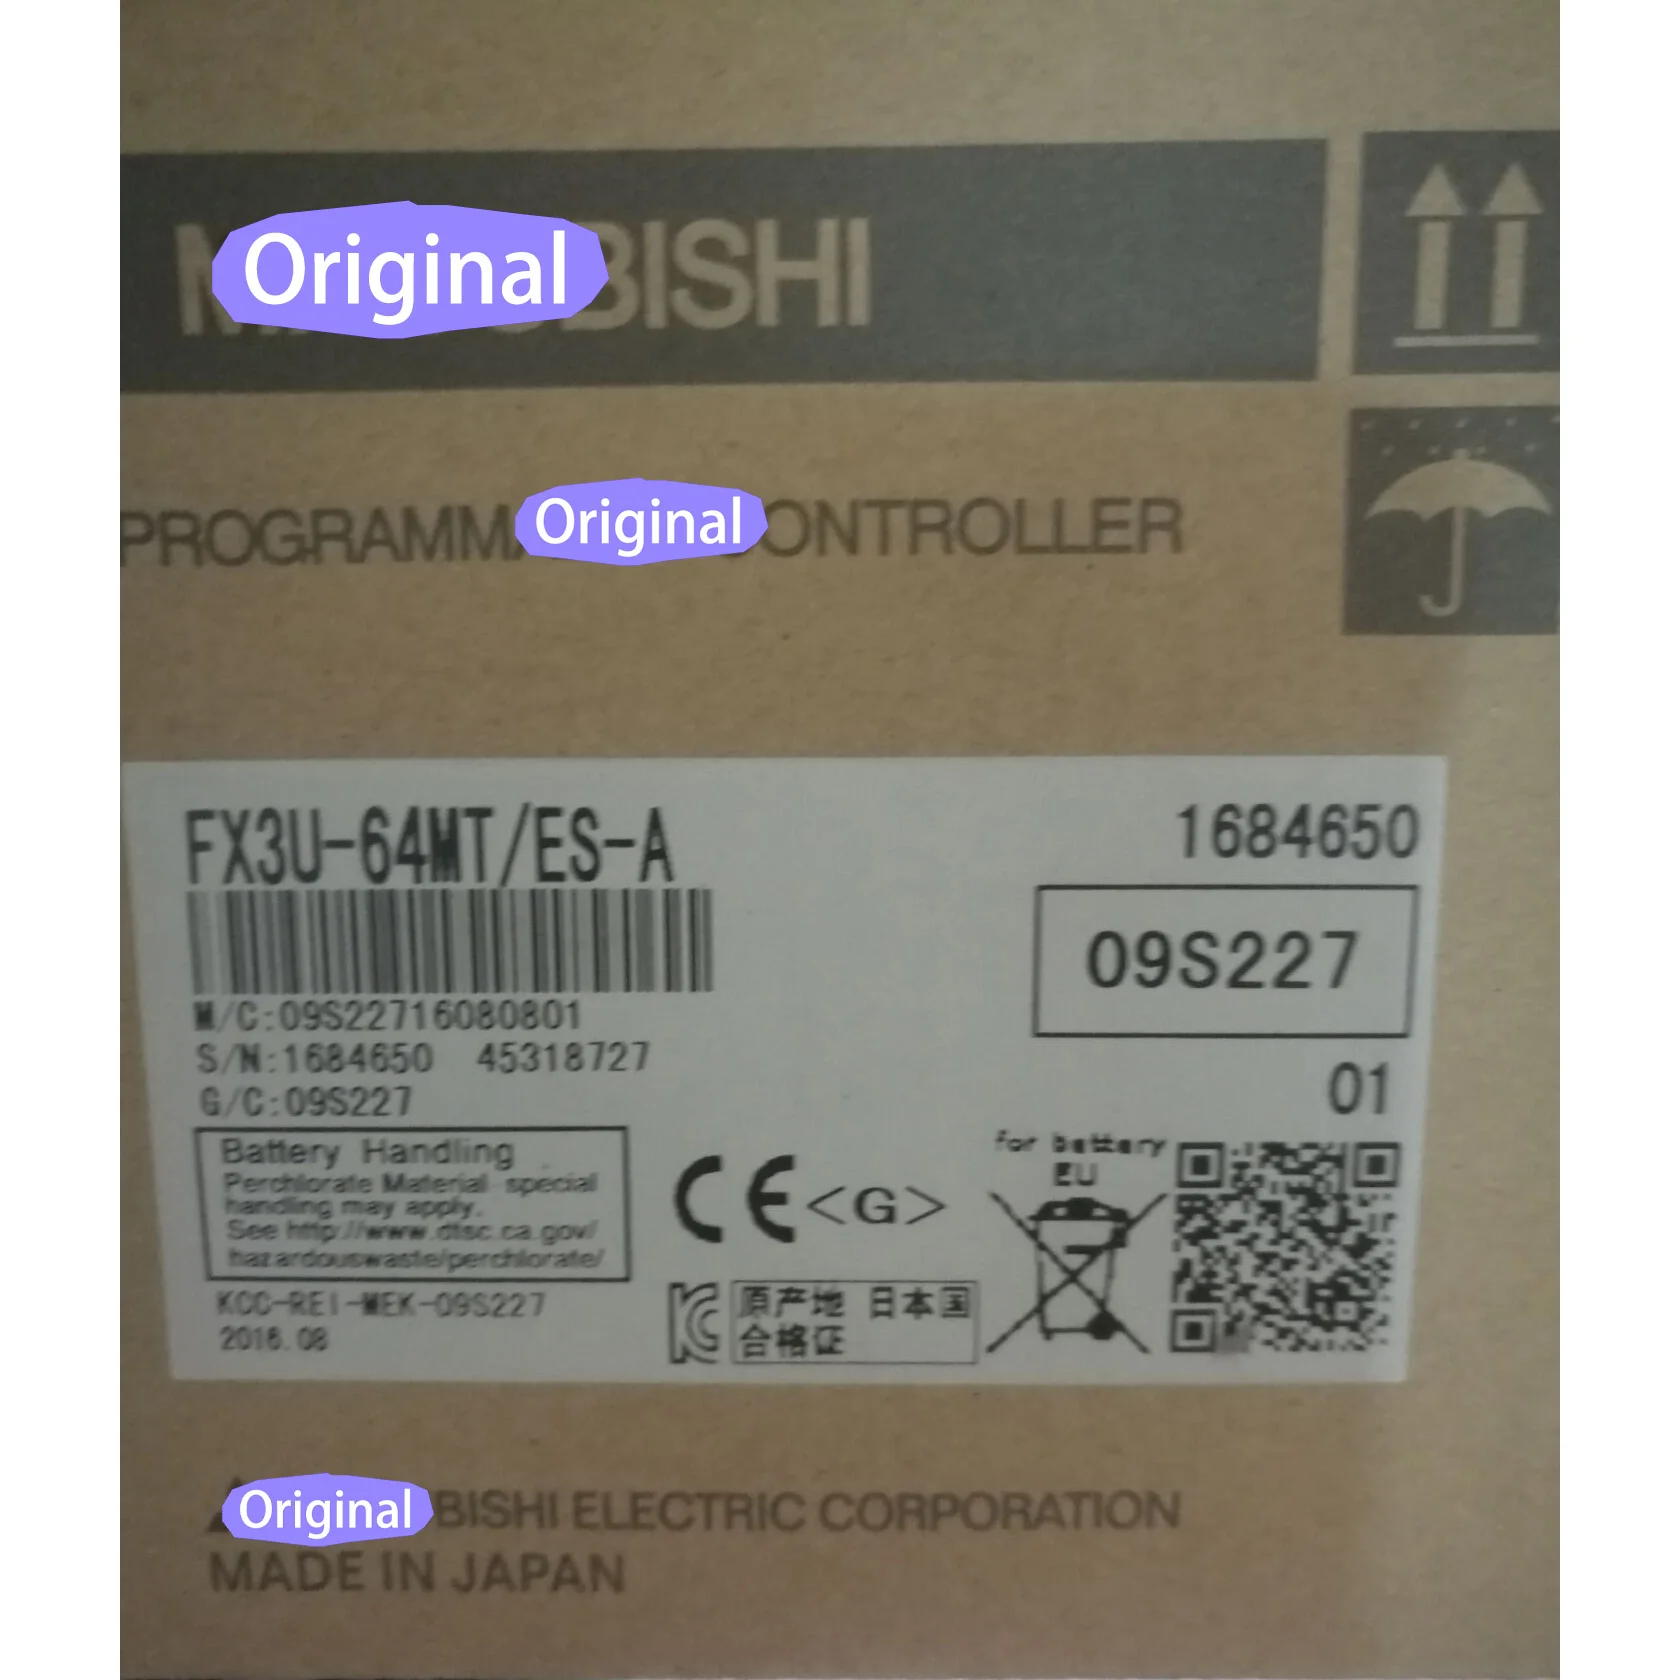 Original BISHI
PROGRAMM Original ONTROLLER
FX3U-64MT/ES-A
1684650
09S227
M/C:09S22716080801
S/N:1684650 45318727
G/C:09S227
01
Battery Handling
Perchlorate Material special
handling may apply.
See http://www.dtsc.ca.gov/
hazardouswaste/perchlorate/
KCC-REI-MEK-09S227
2016.08
CE <G>
for battery
EU
原产地 日本国
合格证
Original BISHI ELECTRIC CORPORATION
MADE IN JAPAN